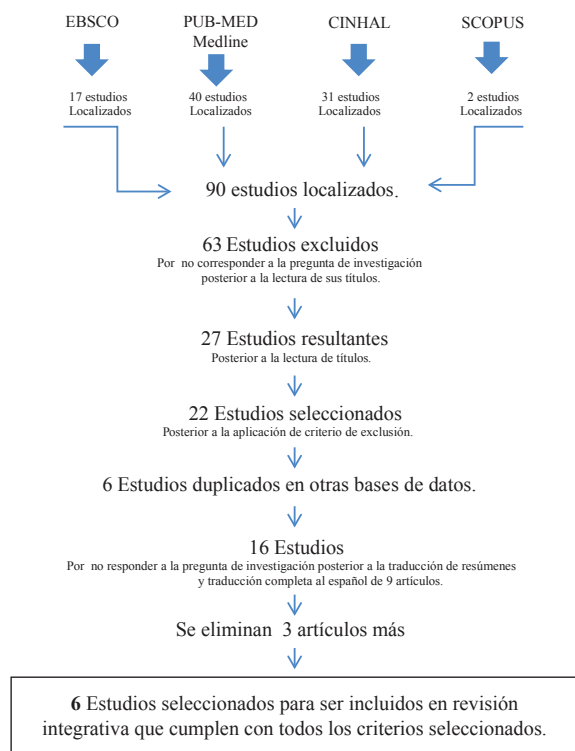 EBSCO
PUB-MED
Medline
CINHAL
SCOPUS
17 estudios
Localizados
40 estudios
Localizados
31 estudios
Localizados
2 estudios
Localizados
90 estudios localizados.
63 Estudios excluidos
Por no corresponder a la pregunta de investigación
posterior a la lectura de sus títulos.
27 Estudios resultantes
Posterior a la lectura de títulos.
22 Estudios seleccionados
Posterior a la aplicación de criterio de exclusión.
6 Estudios duplicados en otras bases de datos.
16 Estudios
Por no responder a la pregunta de investigación posterior a la traducción de resúmenes
y traducción completa al español de 9 artículos.
Se eliminan 3 artículos más
6 Estudios seleccionados para ser incluidos en revisión
integrativa que cumplen con todos los criterios seleccionados.